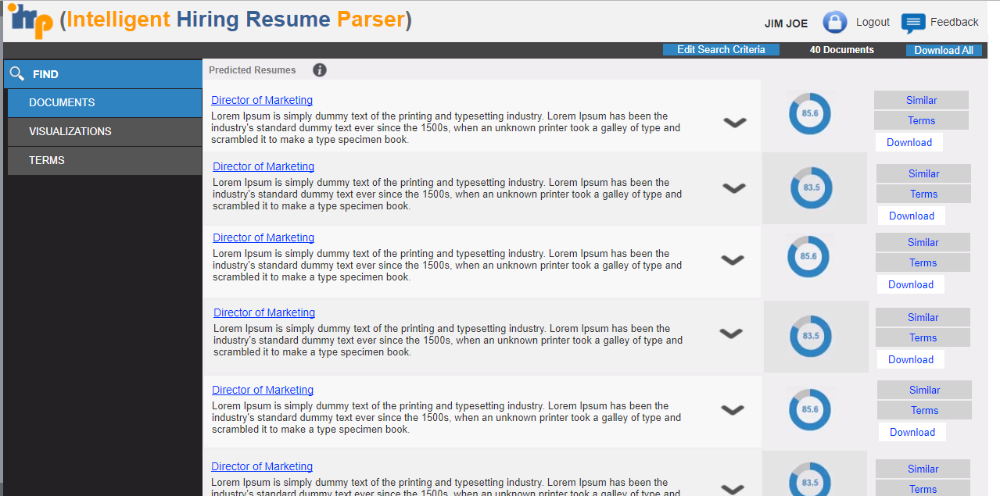 ihrp (Intelligent Hiring Resume Parser)
JIM JOE Logout Feedback
Edit Search Criteria 40 Documents Download All
FIND
DOCUMENTS
VISUALIZATIONS
TERMS
Predicted Resumes i
Director of Marketing
Lorem Ipsum is simply dummy text of the printing and typesetting industry. Lorem Ipsum has been the
industry's standard dummy text ever since the 1500s, when an unknown printer took a galley of type and
scrambled it to make a type specimen book.
85.6
Similar
Terms
Download
Director of Marketing
Lorem Ipsum is simply dummy text of the printing and typesetting industry. Lorem Ipsum has been the
industry's standard dummy text ever since the 1500s, when an unknown printer took a galley of type and
scrambled it to make a type specimen book.
83.5
Similar
Terms
Download
Director of Marketing
Lorem Ipsum is simply dummy text of the printing and typesetting industry. Lorem Ipsum has been the
industry's standard dummy text ever since the 1500s, when an unknown printer took a galley of type and
scrambled it to make a type specimen book.
85.6
Similar
Terms
Download
Director of Marketing
Lorem Ipsum is simply dummy text of the printing and typesetting industry. Lorem Ipsum has been the
industry's standard dummy text ever since the 1500s, when an unknown printer took a galley of type and
scrambled it to make a type specimen book.
83.5
Similar
Terms
Download
Director of Marketing
Lorem Ipsum is simply dummy text of the printing and typesetting industry. Lorem Ipsum has been the
industry's standard dummy text ever since the 1500s, when an unknown printer took a galley of type and
scrambled it to make a type specimen book.
85.6
Similar
Terms
Download
Director of Marketing
Lorem Ipsum is simply dummy text of the printing and typesetting industry. Lorem Ipsum has been the
industry's standard dummy text ever since the 1500s, when an unknown printer took a galley of type and
83.5
Similar
Terms